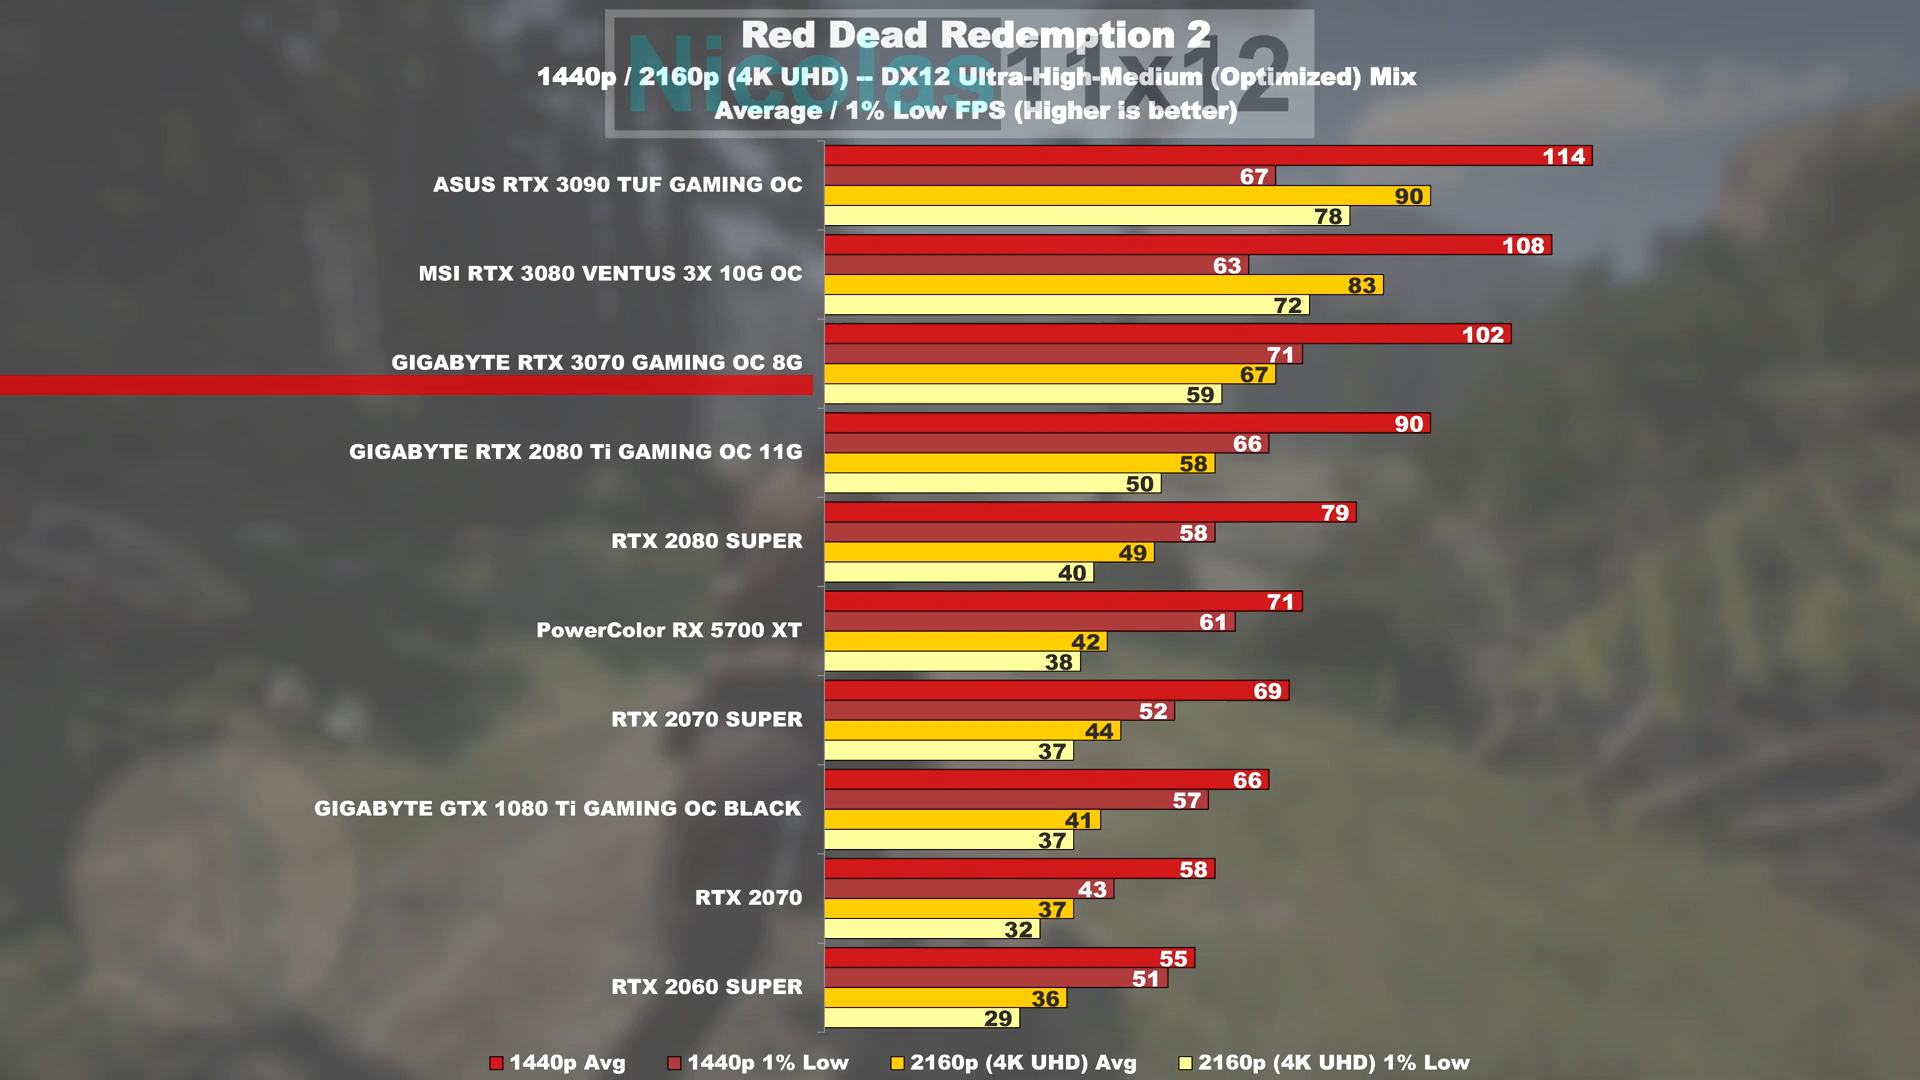 Red Dead Redemption 2
Nicolas11x12
1440p / 2160p (4K UHD) -- DX12 Ultra-High-Medium (Optimized) Mix
Average / 1% Low FPS (Higher is better)
ASUS RTX 3090 TUF GAMING OC
114
67
90
78
MSI RTX 3080 VENTUS 3X 10G OC
108
63
83
72
GIGABYTE RTX 3070 GAMING OC 8G
102
71
67
59
GIGABYTE RTX 2080 Ti GAMING OC 11G
90
66
58
50
RTX 2080 SUPER
79
58
49
40
PowerColor RX 5700 XT
71
61
42
38
RTX 2070 SUPER
69
52
44
37
GIGABYTE GTX 1080 Ti GAMING OC BLACK
66
57
41
37
RTX 2070
58
43
37
32
RTX 2060 SUPER
55
51
36
29
1440p Avg 1440p 1% Low 2160p (4K UHD) Avg 2160p (4K UHD) 1% Low